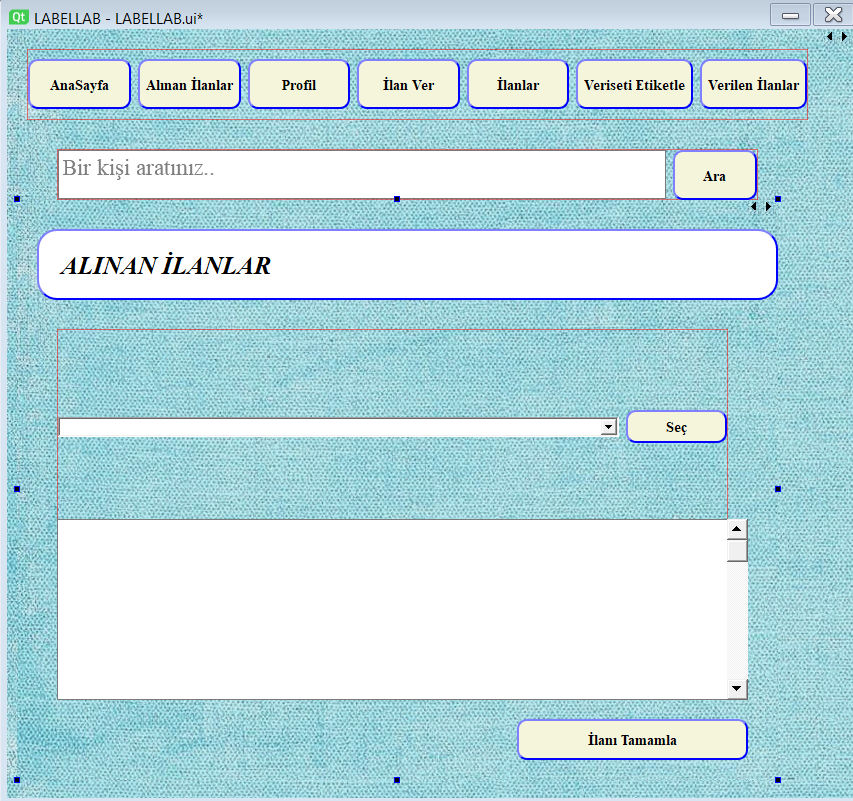 Qt LABELLAB - LABELLAB.ui*
AnaSayfa Alınan İlanlar Profil İlan Ver İlanlar Veriseti Etiketle Verilen İlanlar
Bir kişi aratınız.. Ara
ALINAN İLANLAR
Seç
İlanı Tamamla